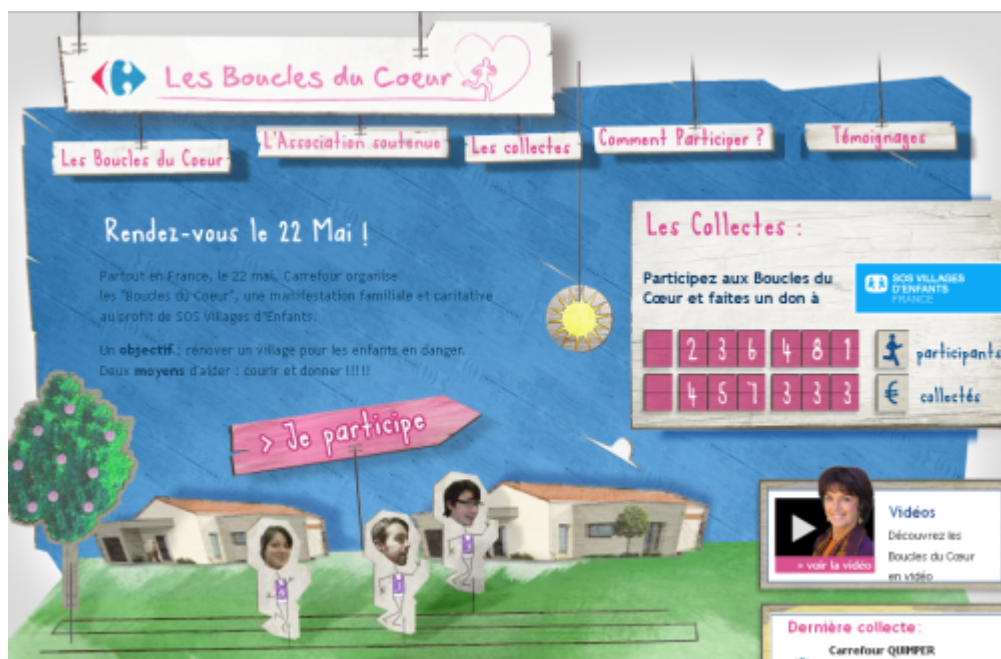 Les Boucles du Coeur
Les Boucles du Coeur
L'Association soutenue
Les collectes
Comment Participer ?
Témoignages
Rendez-vous le 22 Mai !
Partout en France, le 22 mai, Carrefour organise
les "Boucles du Coeur", une manifestation familiale et caritative
au profit de SOS Villages d'Enfants.
Un objectif : rénover un village pour les enfants en danger.
Deux moyens d'aider : courir et donner !!!!!
> Je participe
Les Collectes :
Participez aux Boucles du
Cœur et faites un don à
SOS VILLAGES
D'ENFANTS
FRANCE
236 481 participants
457 333 € collectés
Vidéos
Découvrez les
Boucles du Cœur
en vidéo
» voir la vidéo
Dernière collecte:
Carrefour QUIMPER